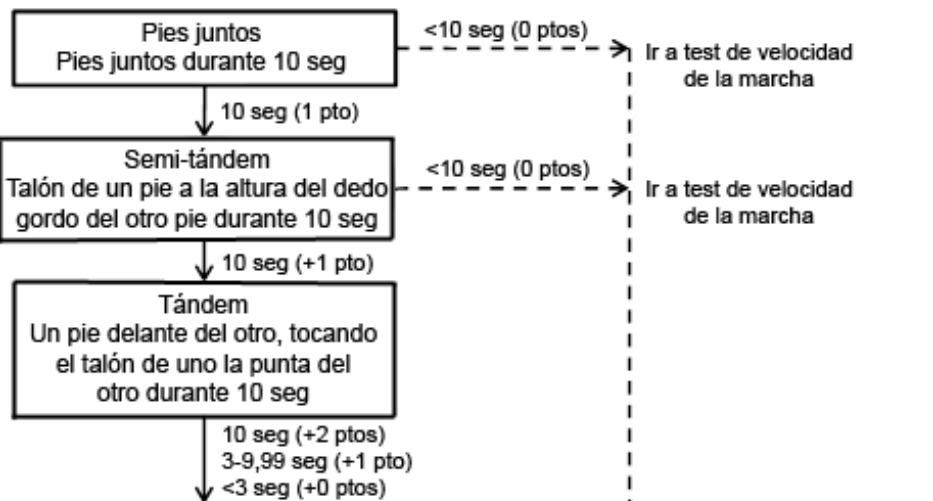 Pies juntos
Pies juntos durante 10 seg
<10 seg (0 ptos)
Ir a test de velocidad
de la marcha
10 seg (1 pto)
Semi-tándem
Talón de un pie a la altura del dedo
gordo del otro pie durante 10 seg
<10 seg (0 ptos)
Ir a test de velocidad
de la marcha
10 seg (+1 pto)
Tándem
Un pie delante del otro, tocando
el talón de uno la punta del
otro durante 10 seg
10 seg (+2 ptos)
3-9,99 seg (+1 pto)
<3 seg (+0 ptos)